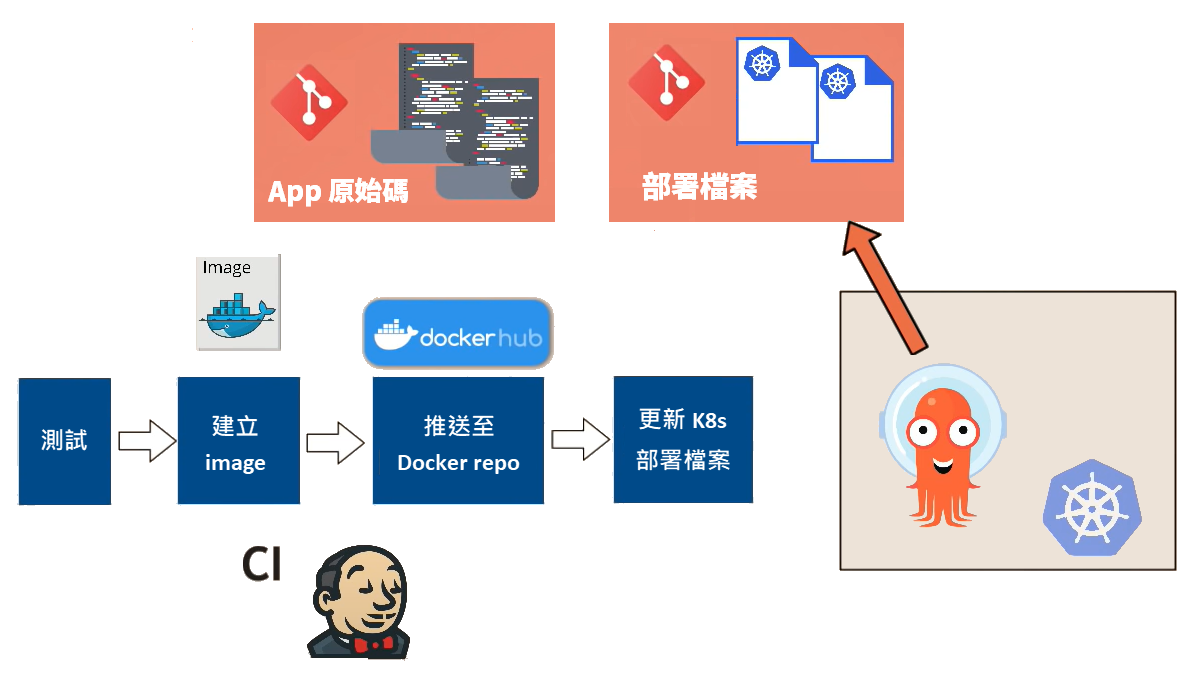 App 原始碼
部署檔案
Image
dockerhub
測試
建立
image
推送至
Docker repo
更新 K8s
部署檔案
CI